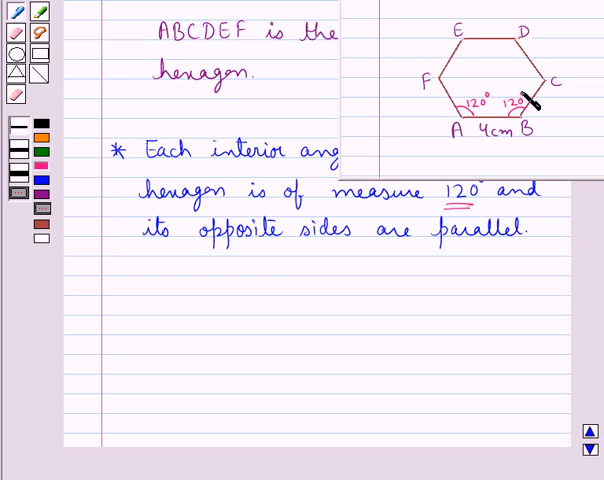 ABCDEF is the
hexagon.
E D
F C
120° 120°
A 4cm B
* Each interior ang
hexagon is of measure 120° and
its opposite sides are parallel.